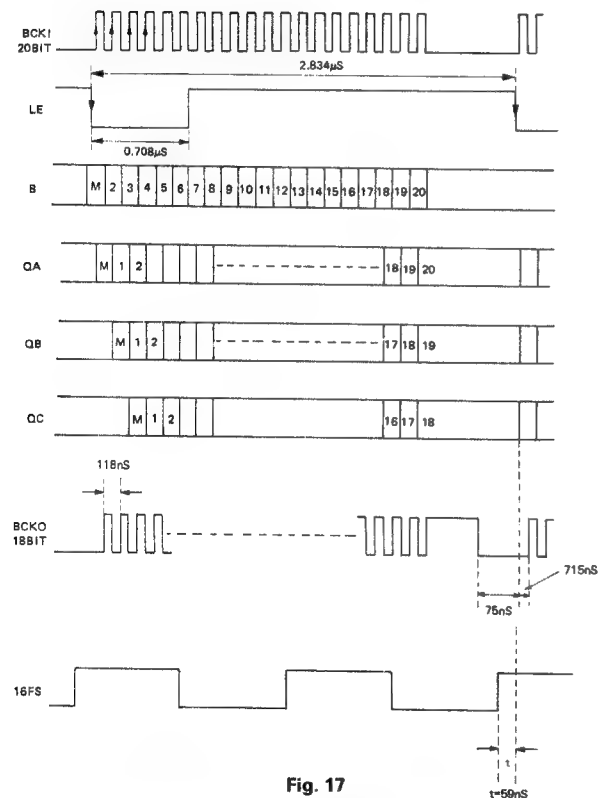 BCKI
20BIT
2.834µS
LE
0.708µS
B
M 2 3 4 5 6 7 8 9 10 11 12 13 14 15 16 17 18 19 20
QA
M 1 2 18 19 20
QB
M 1 2 17 18 19
QC
M 1 2 16 17 18
118nS
BCKO
18BIT
715nS
75nS
16FS
t
t=59nS
Fig. 17